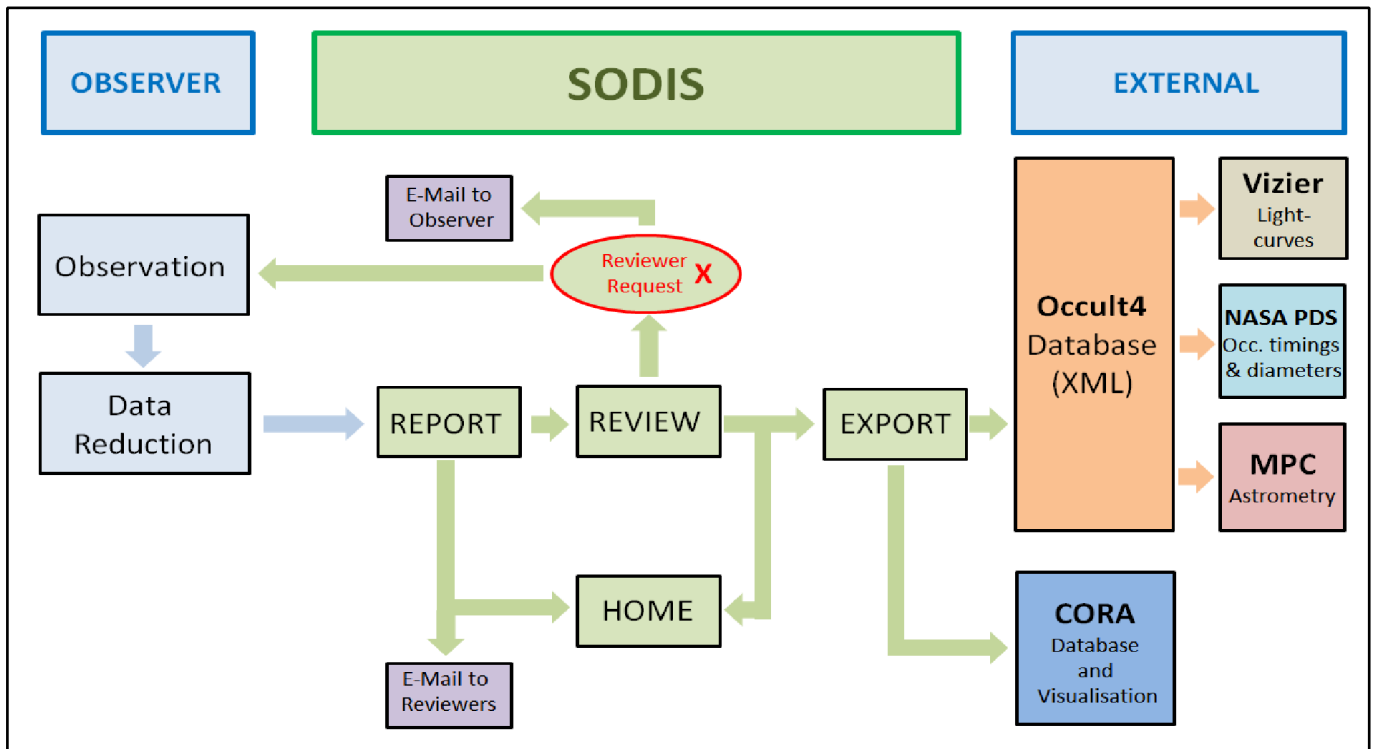 OBSERVER
SODIS
EXTERNAL
E-Mail to
Observer
Observation
Reviewer
Request X
Data
Reduction
REPORT
REVIEW
EXPORT
HOME
E-Mail to
Reviewers
Occult4
Database
(XML)
Vizier
Light-
curves
NASA PDS
Occ. timings
& diameters
MPC
Astrometry
CORA
Database
and
Visualisation